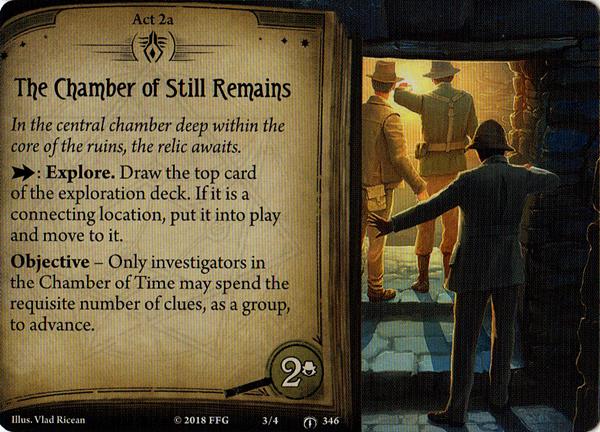 Act 2a
The Chamber of Still Remains
In the central chamber deep within the
core of the ruins, the relic awaits.
: Explore. Draw the top card
of the exploration deck. If it is a
connecting location, put it into play
and move to it.
Objective – Only investigators in
the Chamber of Time may spend the
requisite number of clues, as a group,
to advance.
2
Illus. Vlad Ricean © 2018 FFG 3/4 346